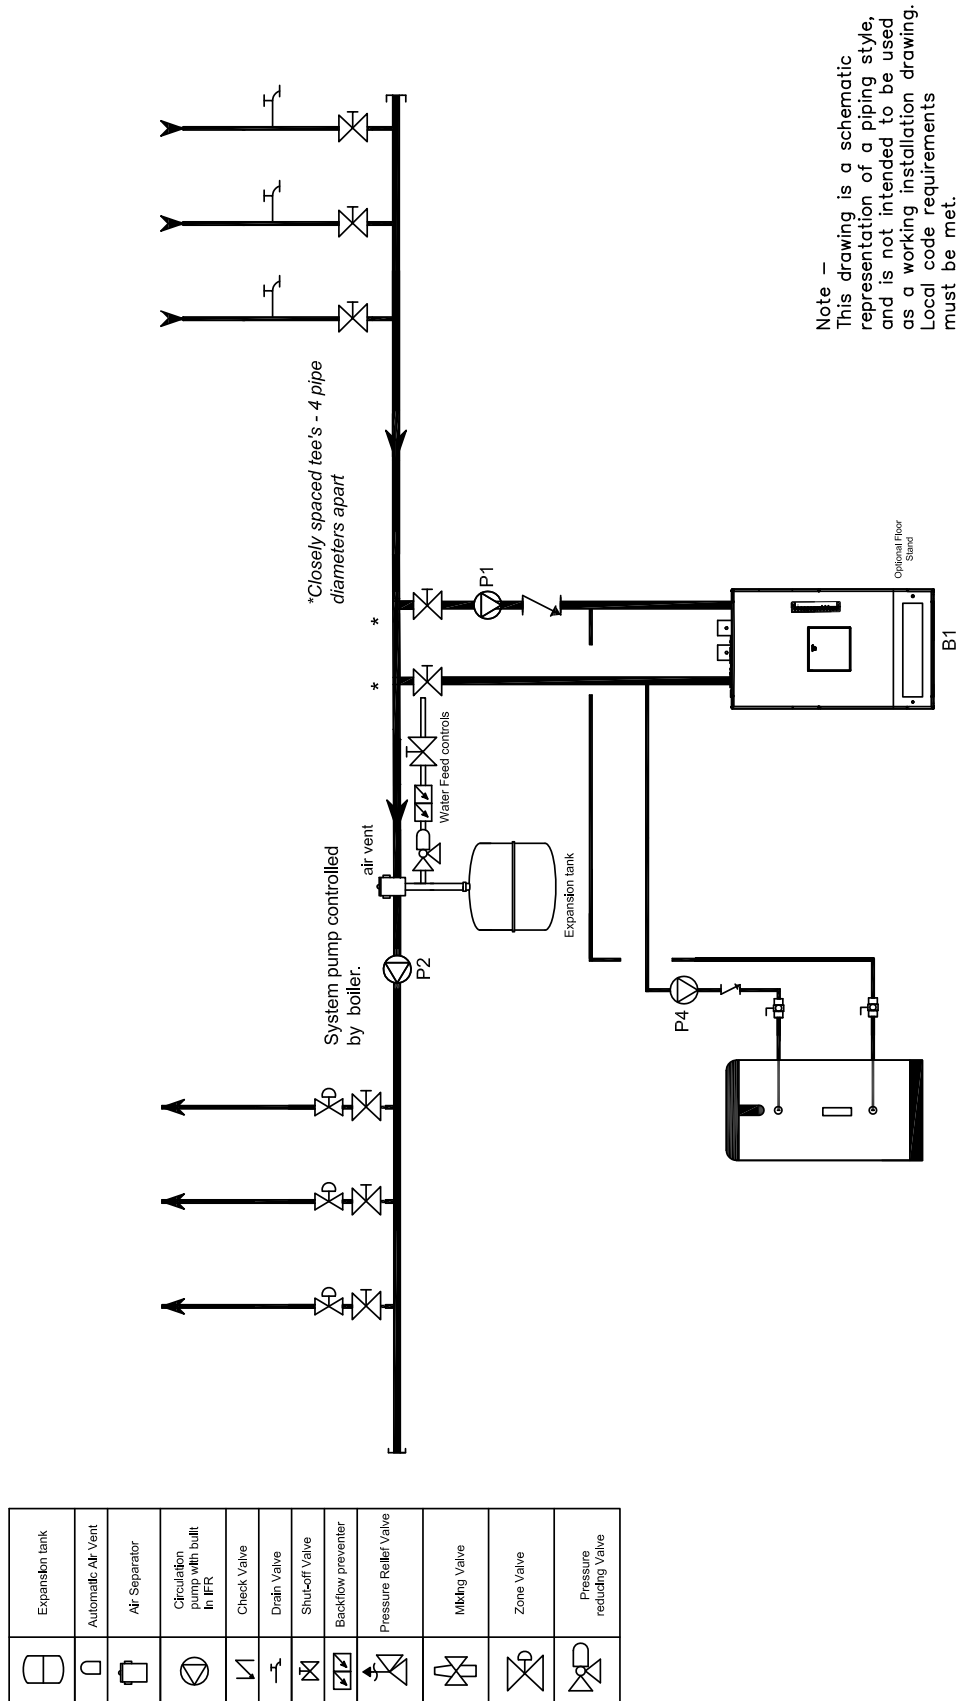 Note –
This drawing is a schematic
representation of a piping style,
and is not intended to be used
as a working installation drawing.
Local code requirements
must be met.
*Closely spaced tee's - 4 pipe
diameters apart
*
*
P1
Optional Floor
Stand
B1
Water Feed controls
air vent
Expansion tank
System pump controlled
by boiler.
P2
P4
Expansion tank
Automatic Air Vent
Air Separator
Circulation
pump with built
in IFR
Check Valve
Drain Valve
Shut-off Valve
Backflow preventer
Pressure Relief Valve
Mixing Valve
Zone Valve
Pressure
reducing Valve